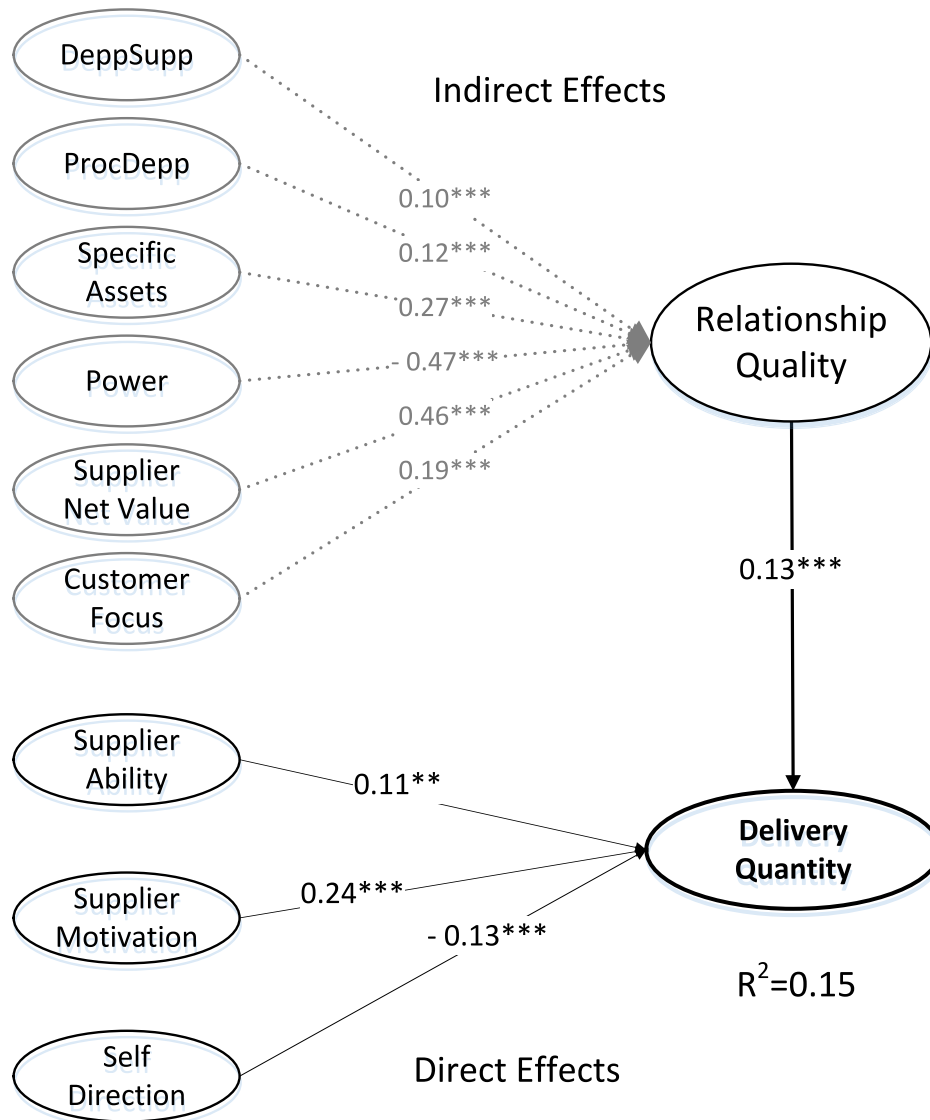 DeppSupp
Indirect Effects
ProcDepp
0.10***
0.12***
Specific
Assets
0.27***
Relationship
Quality
Power
- 0.47***
0.46***
Supplier
Net Value
0.19***
Customer
Focus
0.13***
Supplier
Ability
0.11**
Delivery
Quantity
Supplier
Motivation
0.24***
- 0.13***
R²=0.15
Self
Direction
Direct Effects